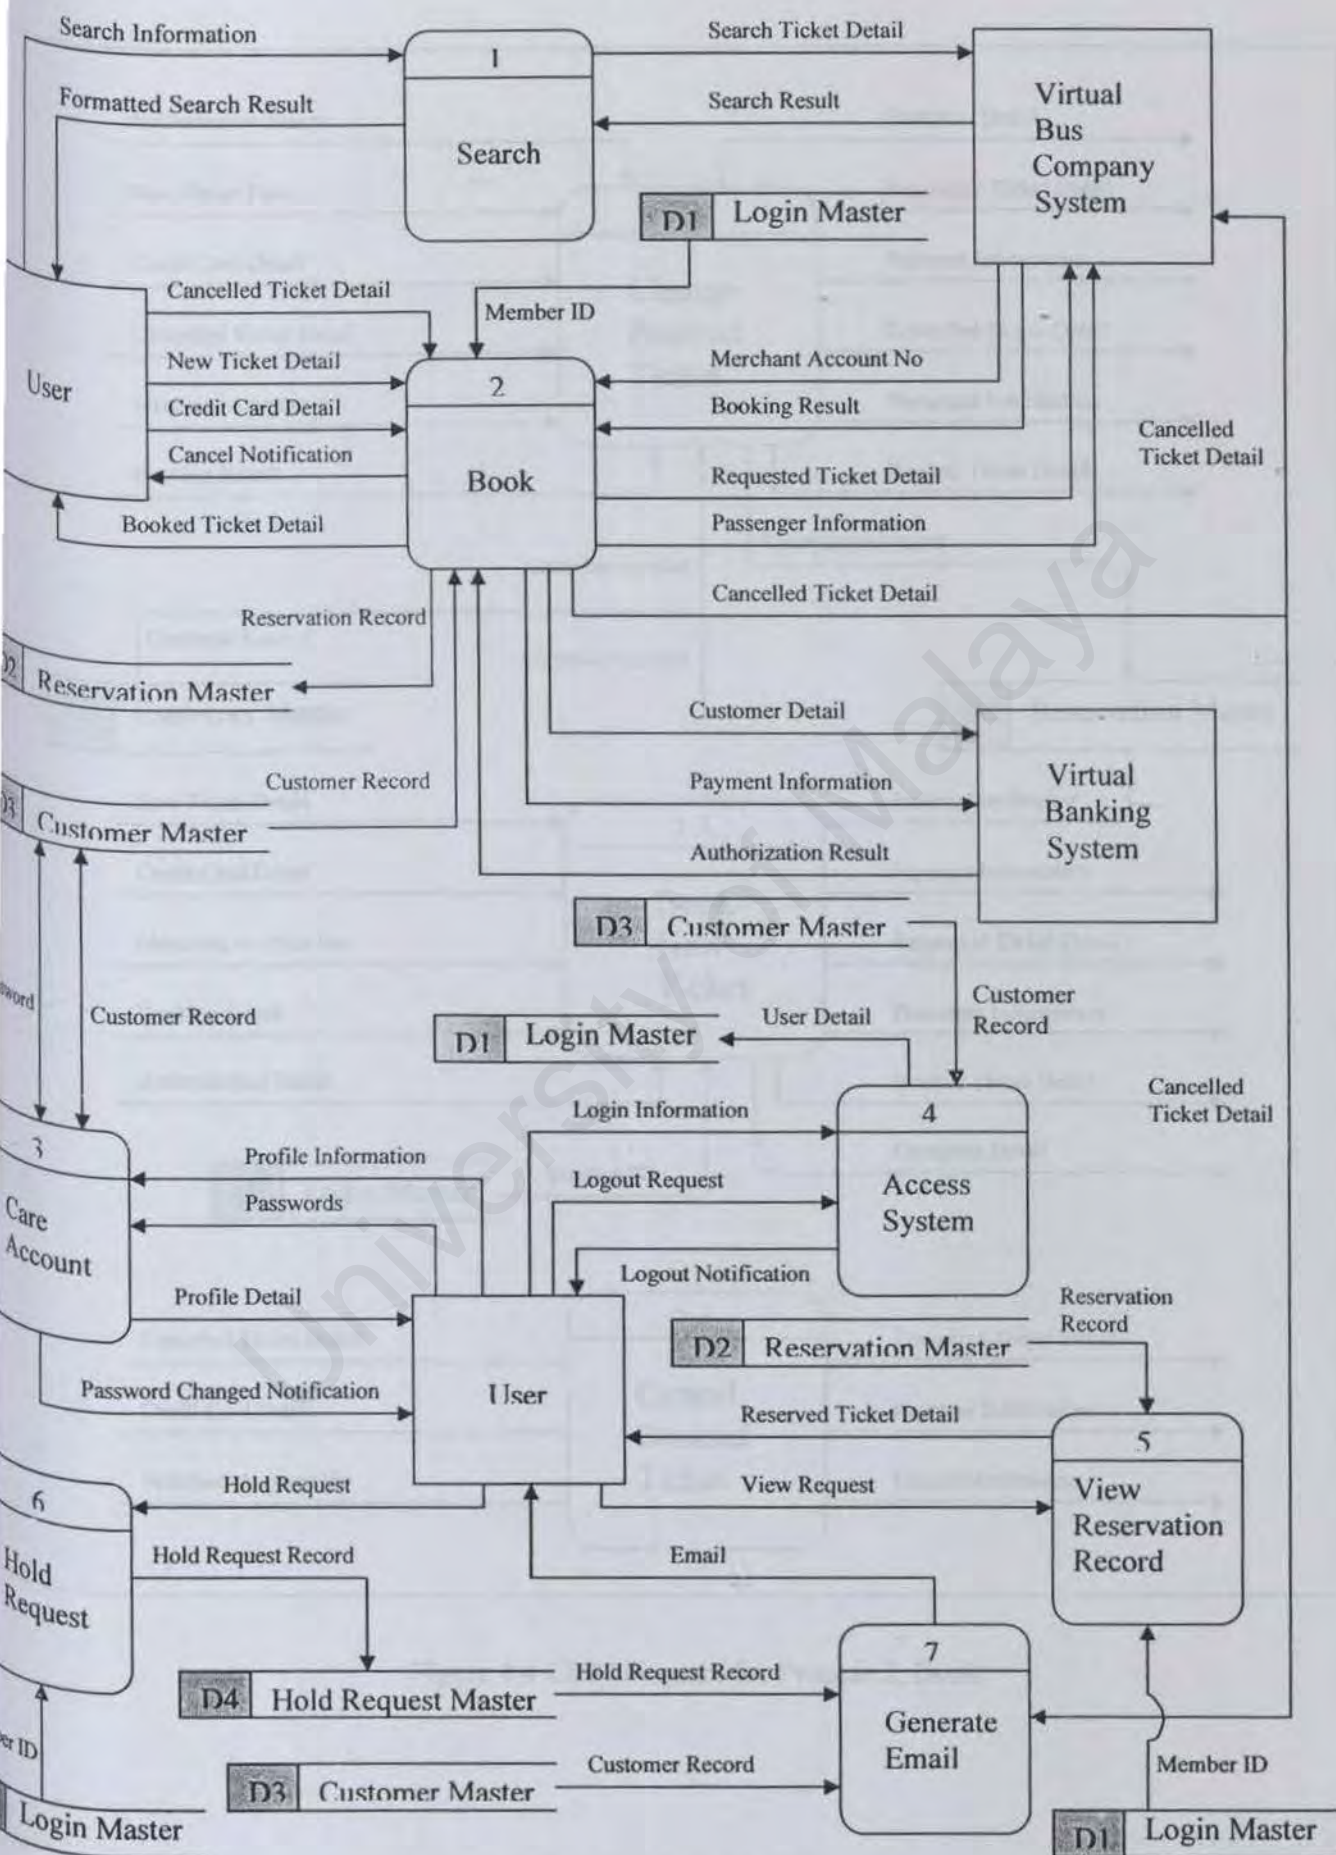 Search Information
Search Ticket Detail
1
Search
Virtual
Bus
Company
System
Formatted Search Result
Search Result
D1 Login Master
Member ID
User
Cancelled Ticket Detail
New Ticket Detail
Credit Card Detail
Cancel Notification
Booked Ticket Detail
2
Book
Merchant Account No
Booking Result
Requested Ticket Detail
Passenger Information
Cancelled Ticket Detail
Cancelled
Ticket Detail
Reservation Record
Reservation Master
Customer Record
Customer Master
Customer Detail
Payment Information
Authorization Result
Virtual
Banking
System
D3 Customer Master
Customer
Record
Customer Record
D1 Login Master
User Detail
Login Information
Logout Request
Logout Notification
4
Access
System
Cancelled
Ticket Detail
3
Care
Account
Profile Information
Passwords
Profile Detail
Password Changed Notification
User
D2 Reservation Master
Reservation
Record
Reserved Ticket Detail
View Request
5
View
Reservation
Record
6
Hold
Request
Hold Request
Hold Request Record
Email
7
Generate
Email
D4 Hold Request Master
Hold Request Record
D3 Customer Master
Customer Record
Member ID
ID
Login Master
D1 Login Master
University of Malaya